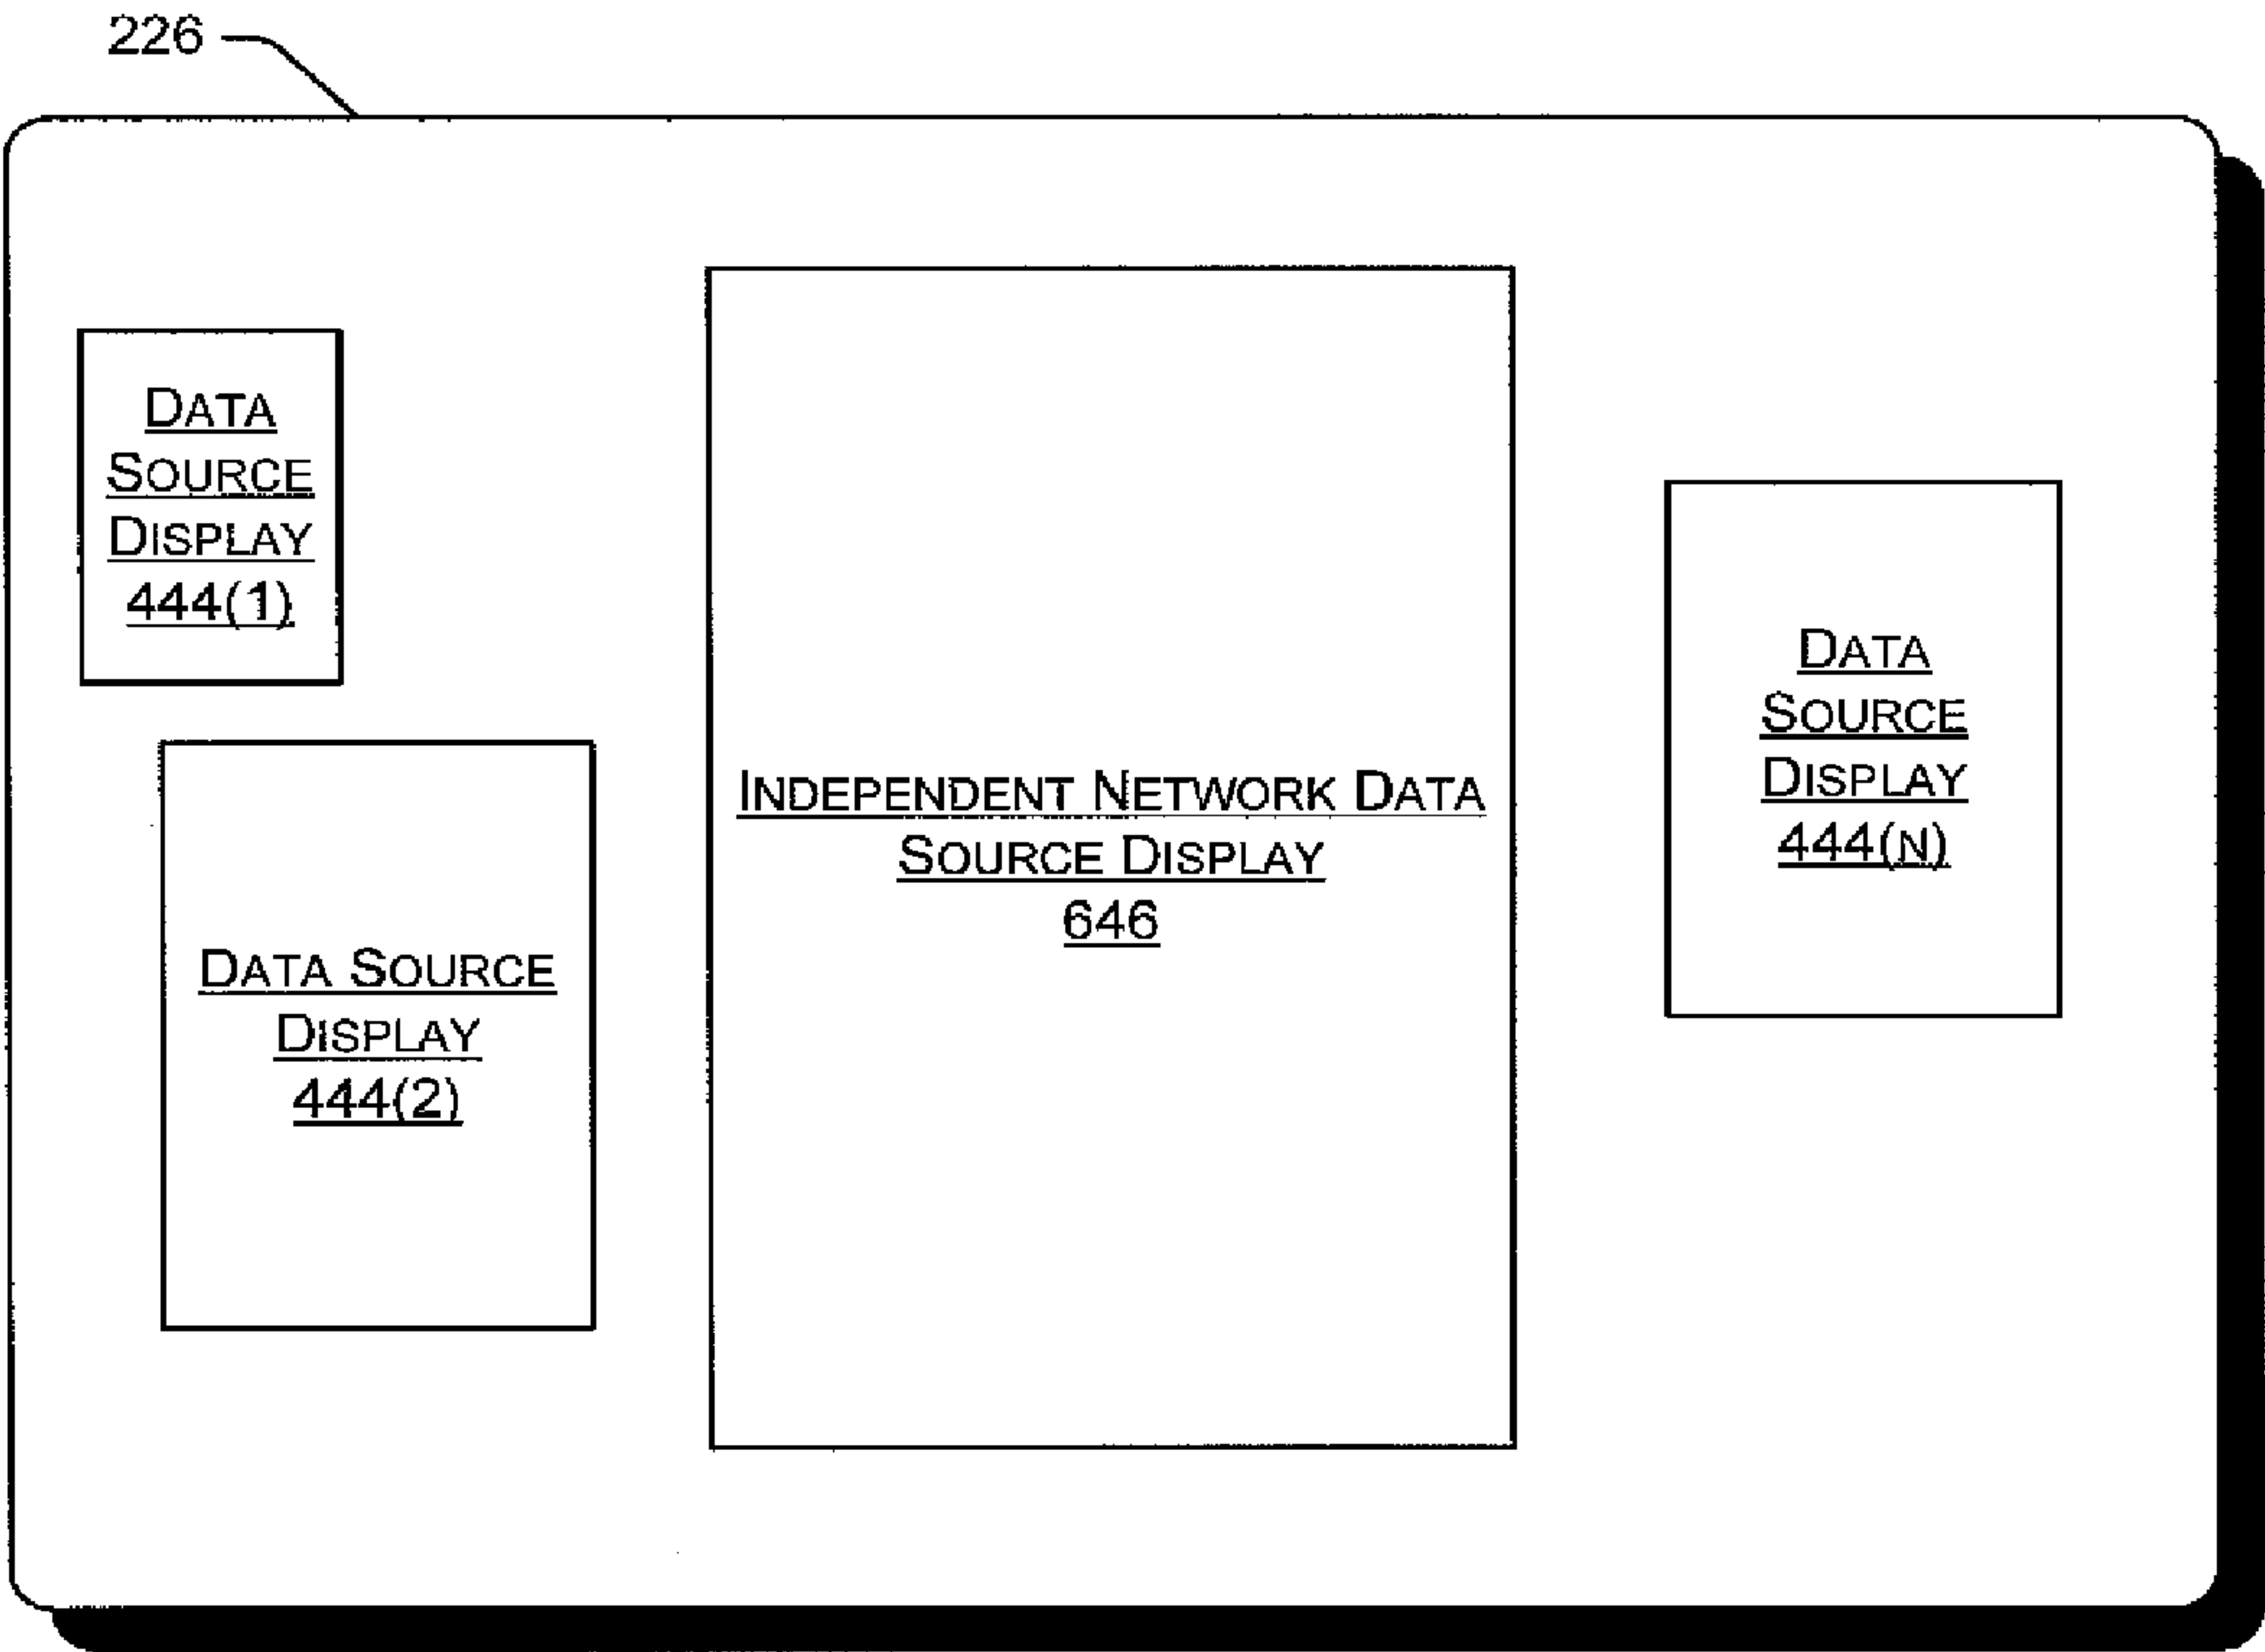 226
DATA
SOURCE
DISPLAY
444(1)
DATA SOURCE
DISPLAY
444(2)
INDEPENDENT NETWORK DATA
SOURCE DISPLAY
646
DATA
SOURCE
DISPLAY
444(N)